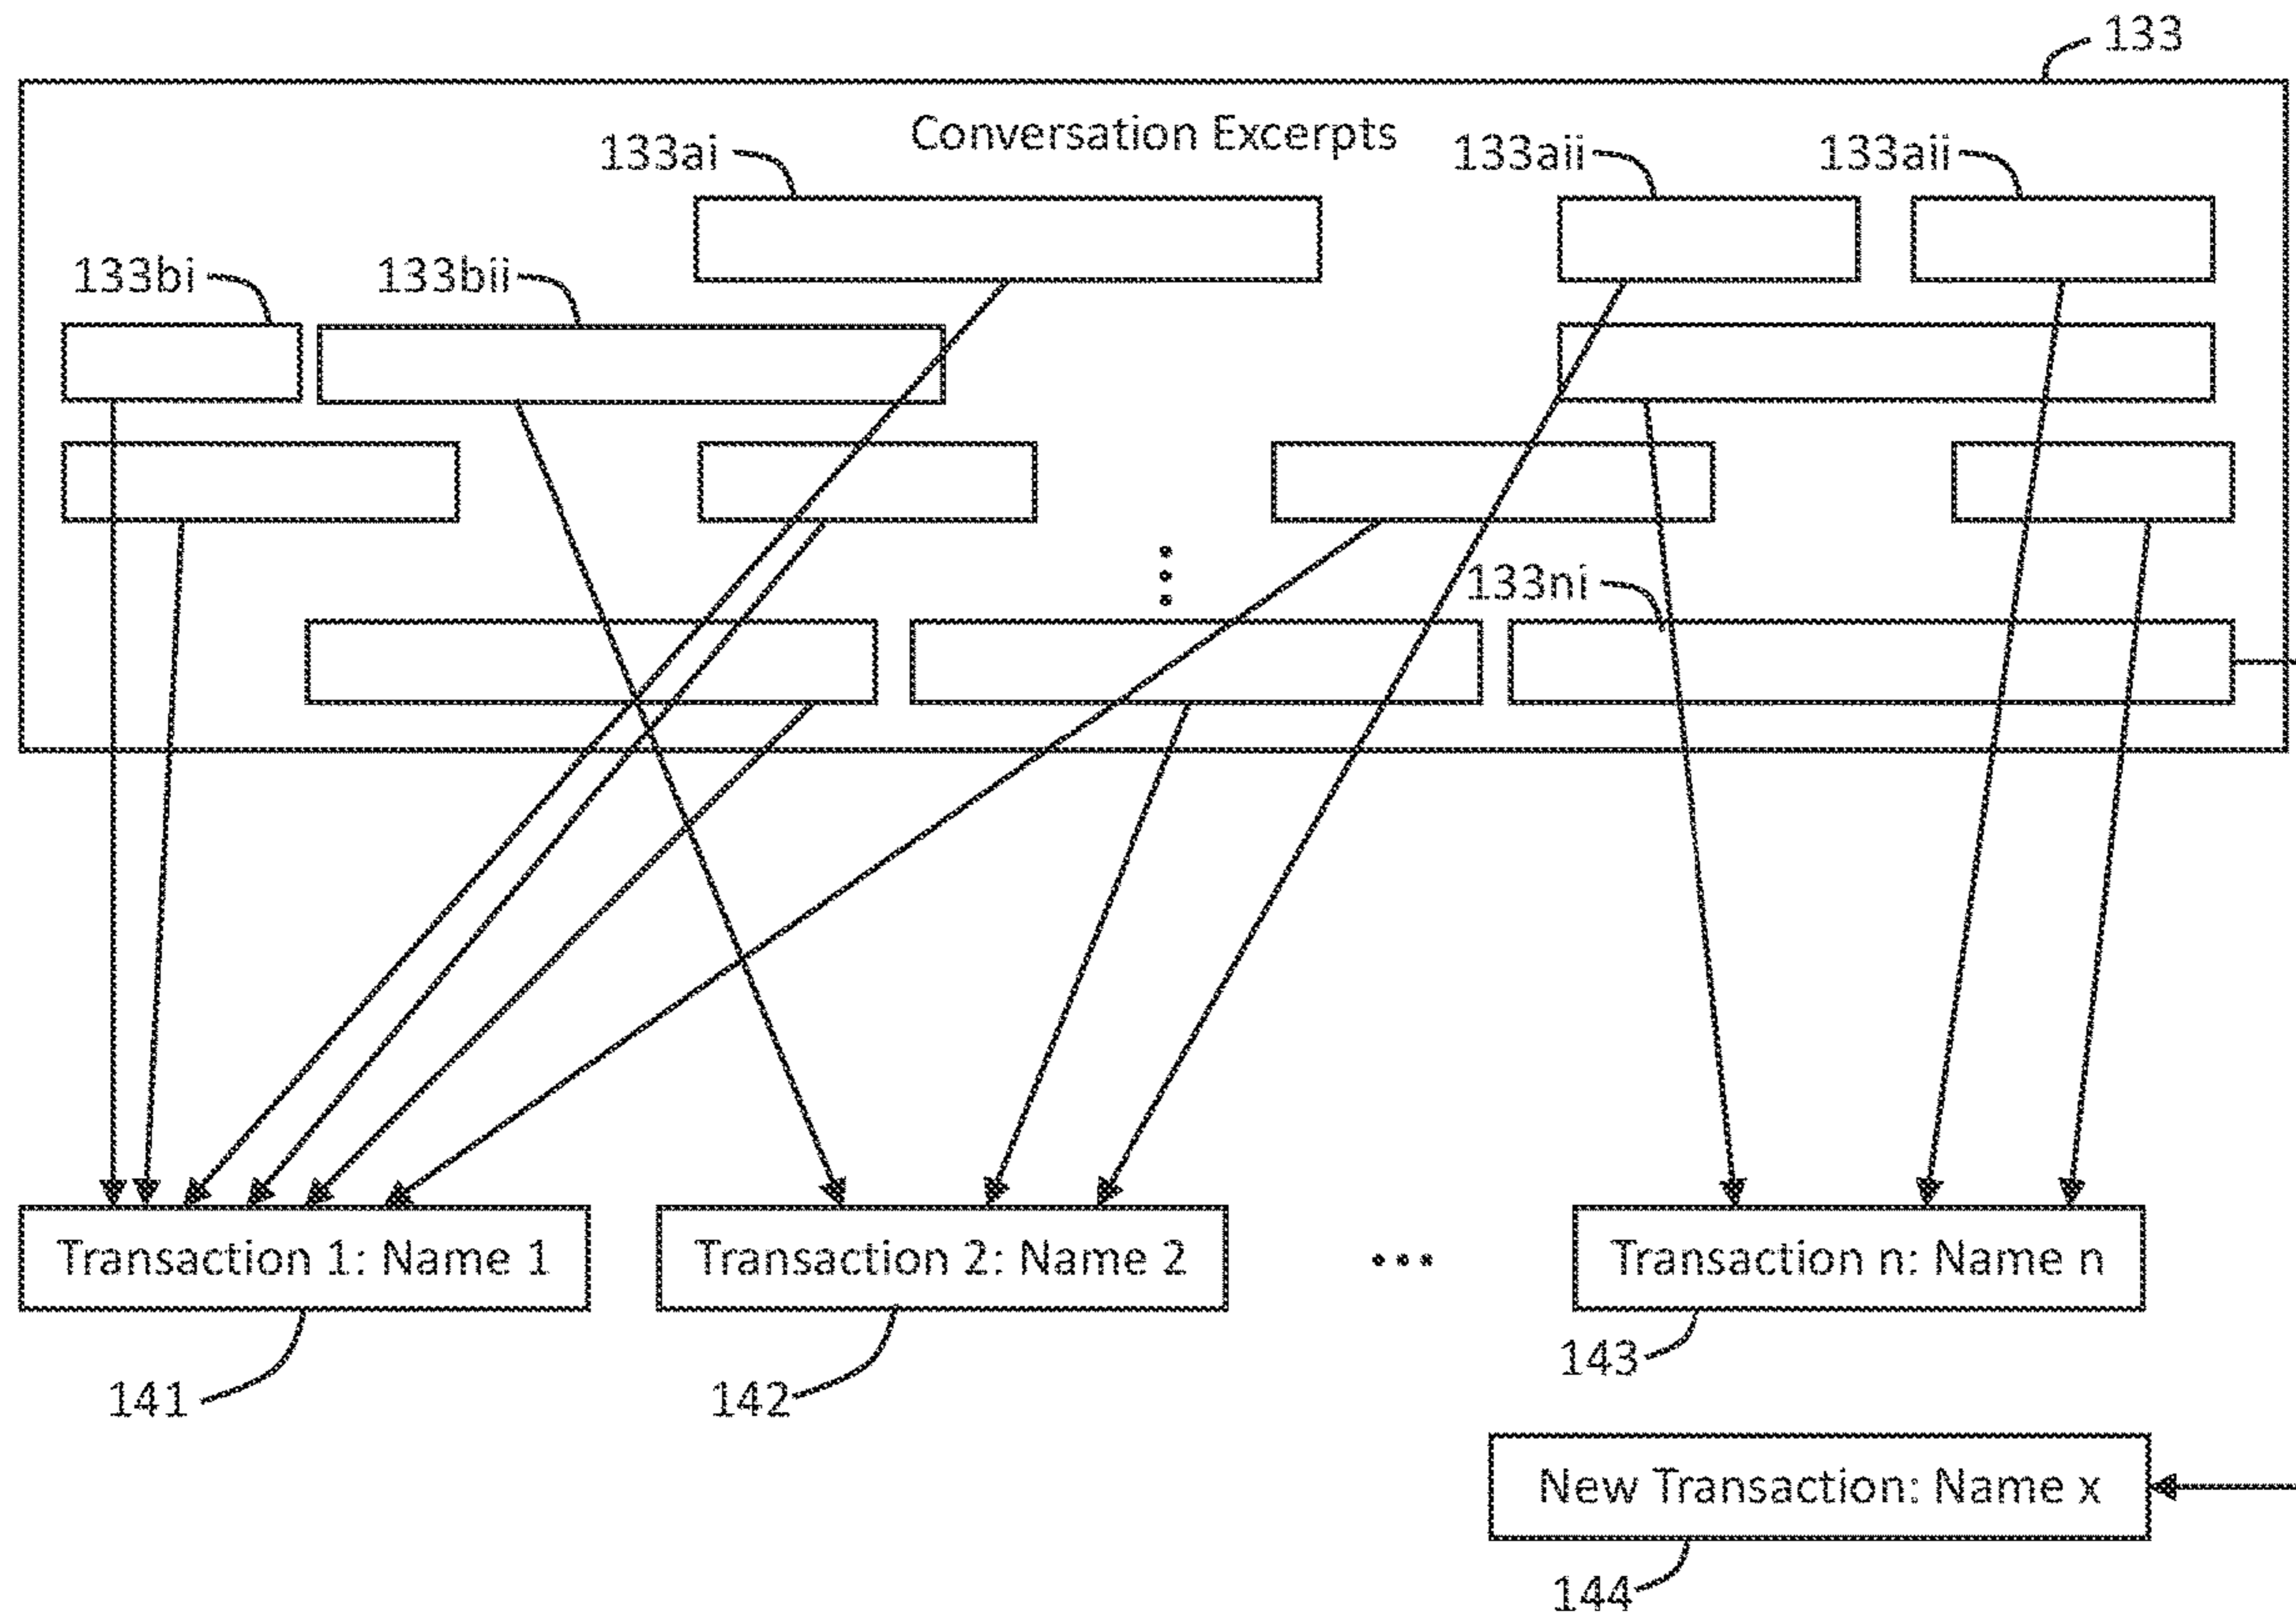 133
Conversation Excerpts
133ai
133aii
133aii
133bi
133bii
133ni
Transaction 1: Name 1
Transaction 2: Name 2
Transaction n: Name n
141
142
143
New Transaction: Name x
144